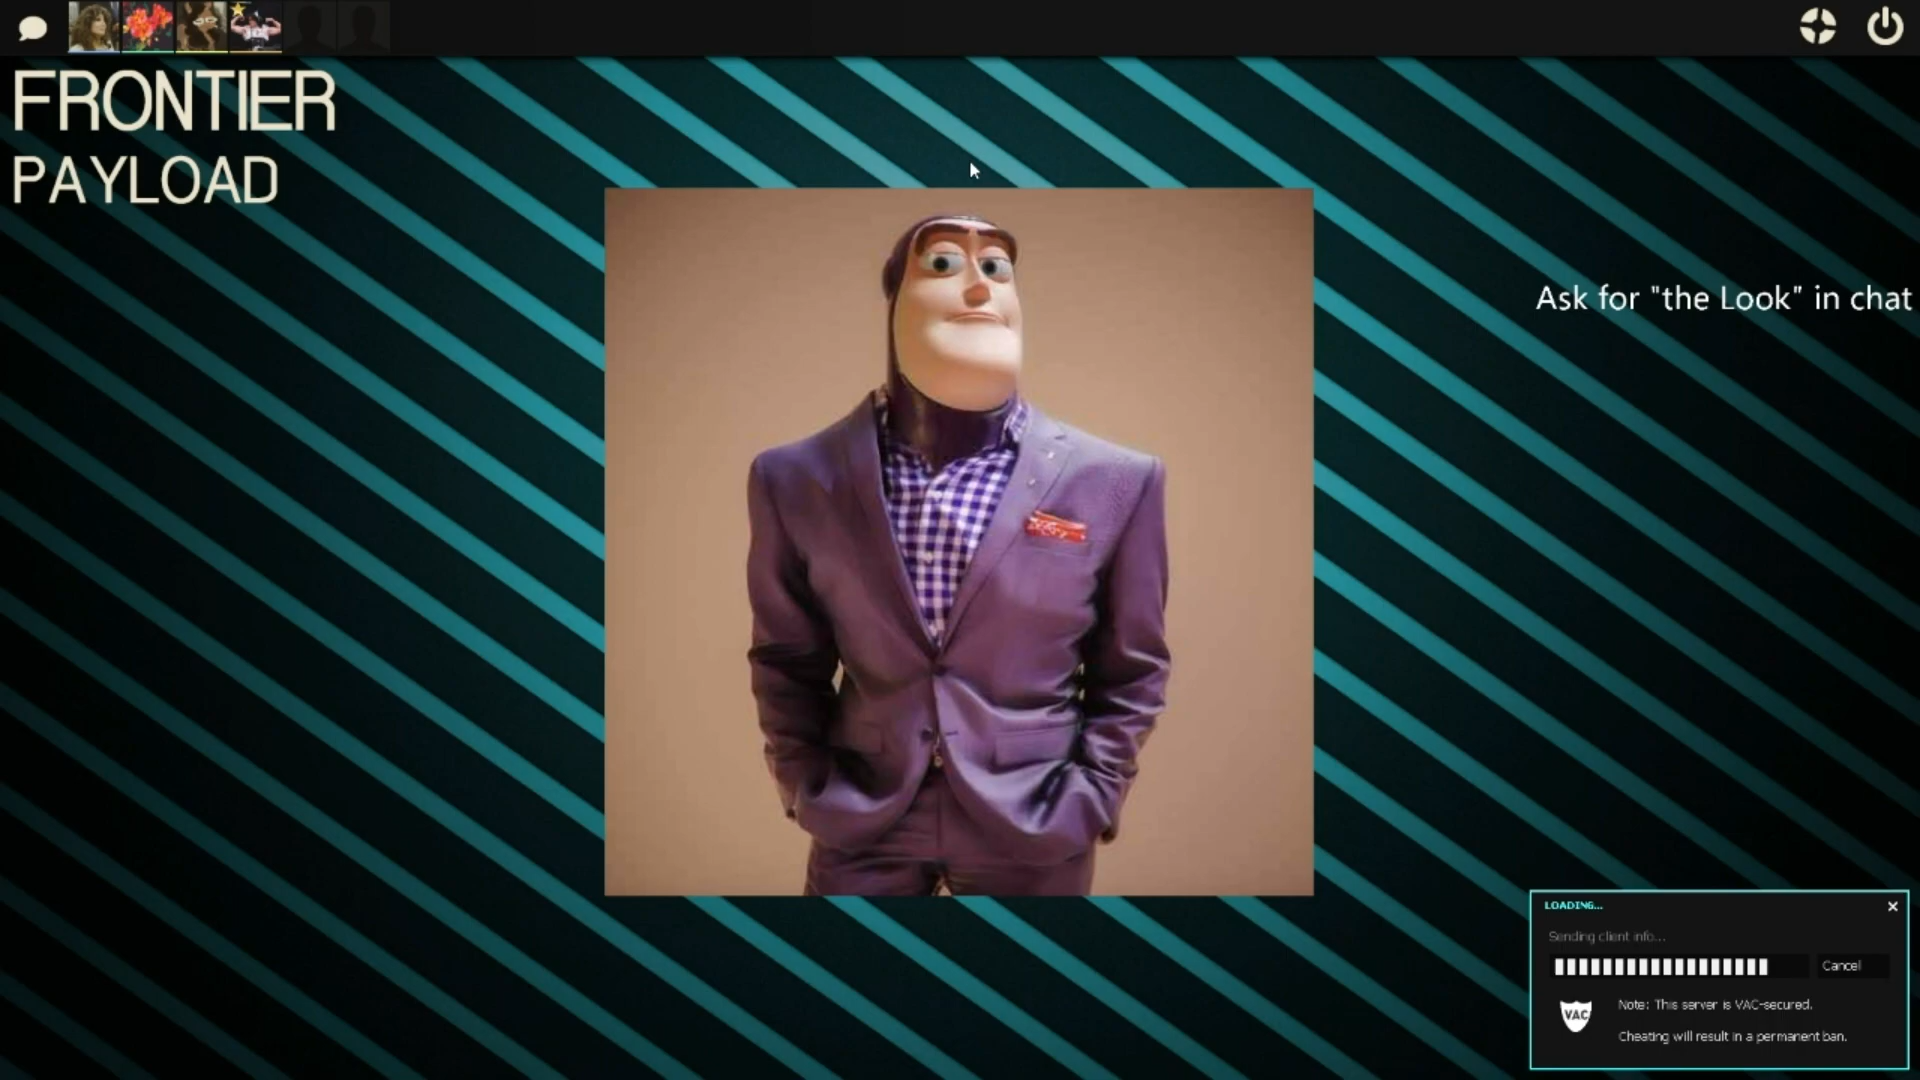 FRONTIER
PAYLOAD
Ask for "the Look" in chat
LOADING...
Sending client info...
Cancel
VAC
Note: This server is VAC-secured.
Cheating will result in a permanent ban.